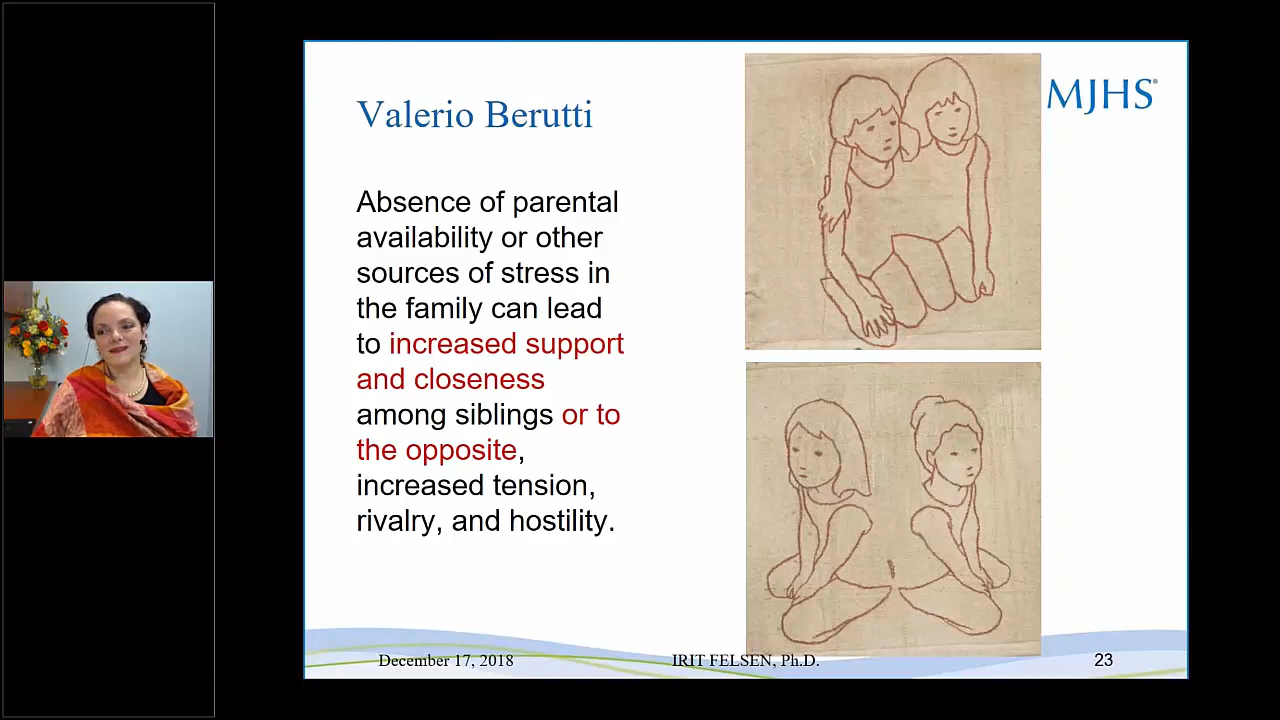 Valerio Berutti
MJHS®
Absence of parental
availability or other
sources of stress in
the family can lead
to increased support
and closeness
among siblings or to
the opposite,
increased tension,
rivalry, and hostility.
December 17, 2018
IRIT FELSEN, Ph.D.
23